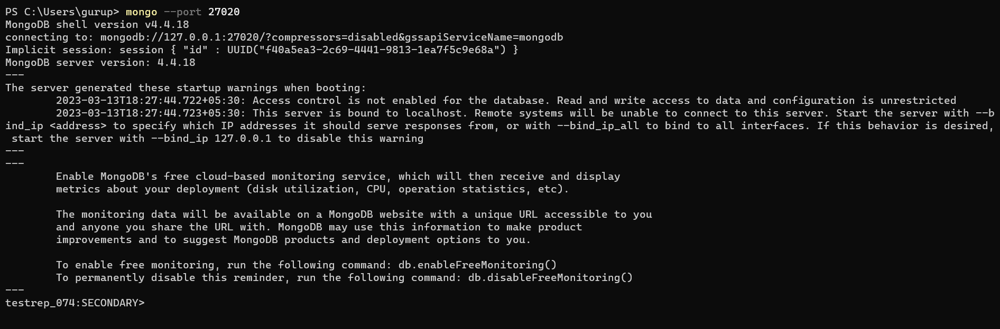 PS C:\Users\gurup> mongo --port 27020
MongoDB shell version v4.4.18
connecting to: mongodb://127.0.0.1:27020/?compressors=disabled&gssapiServiceName=mongodb
Implicit session: session { "id" : UUID("f40a5ea3-2c69-4441-9813-1ea7f5c9e68a") }
MongoDB server version: 4.4.18
---
The server generated these startup warnings when booting:
        2023-03-13T18:27:44.722+05:30: Access control is not enabled for the database. Read and write access to data and configuration is unrestricted
        2023-03-13T18:27:44.723+05:30: This server is bound to localhost. Remote systems will be unable to connect to this server. Start the server with --b
ind_ip <address> to specify which IP addresses it should serve responses from, or with --bind_ip_all to bind to all interfaces. If this behavior is desired,
 start the server with --bind_ip 127.0.0.1 to disable this warning
---
---
        Enable MongoDB's free cloud-based monitoring service, which will then receive and display
        metrics about your deployment (disk utilization, CPU, operation statistics, etc).

        The monitoring data will be available on a MongoDB website with a unique URL accessible to you
        and anyone you share the URL with. MongoDB may use this information to make product
        improvements and to suggest MongoDB products and deployment options to you.

        To enable free monitoring, run the following command: db.enableFreeMonitoring()
        To permanently disable this reminder, run the following command: db.disableFreeMonitoring()
---
testrep_074:SECONDARY>